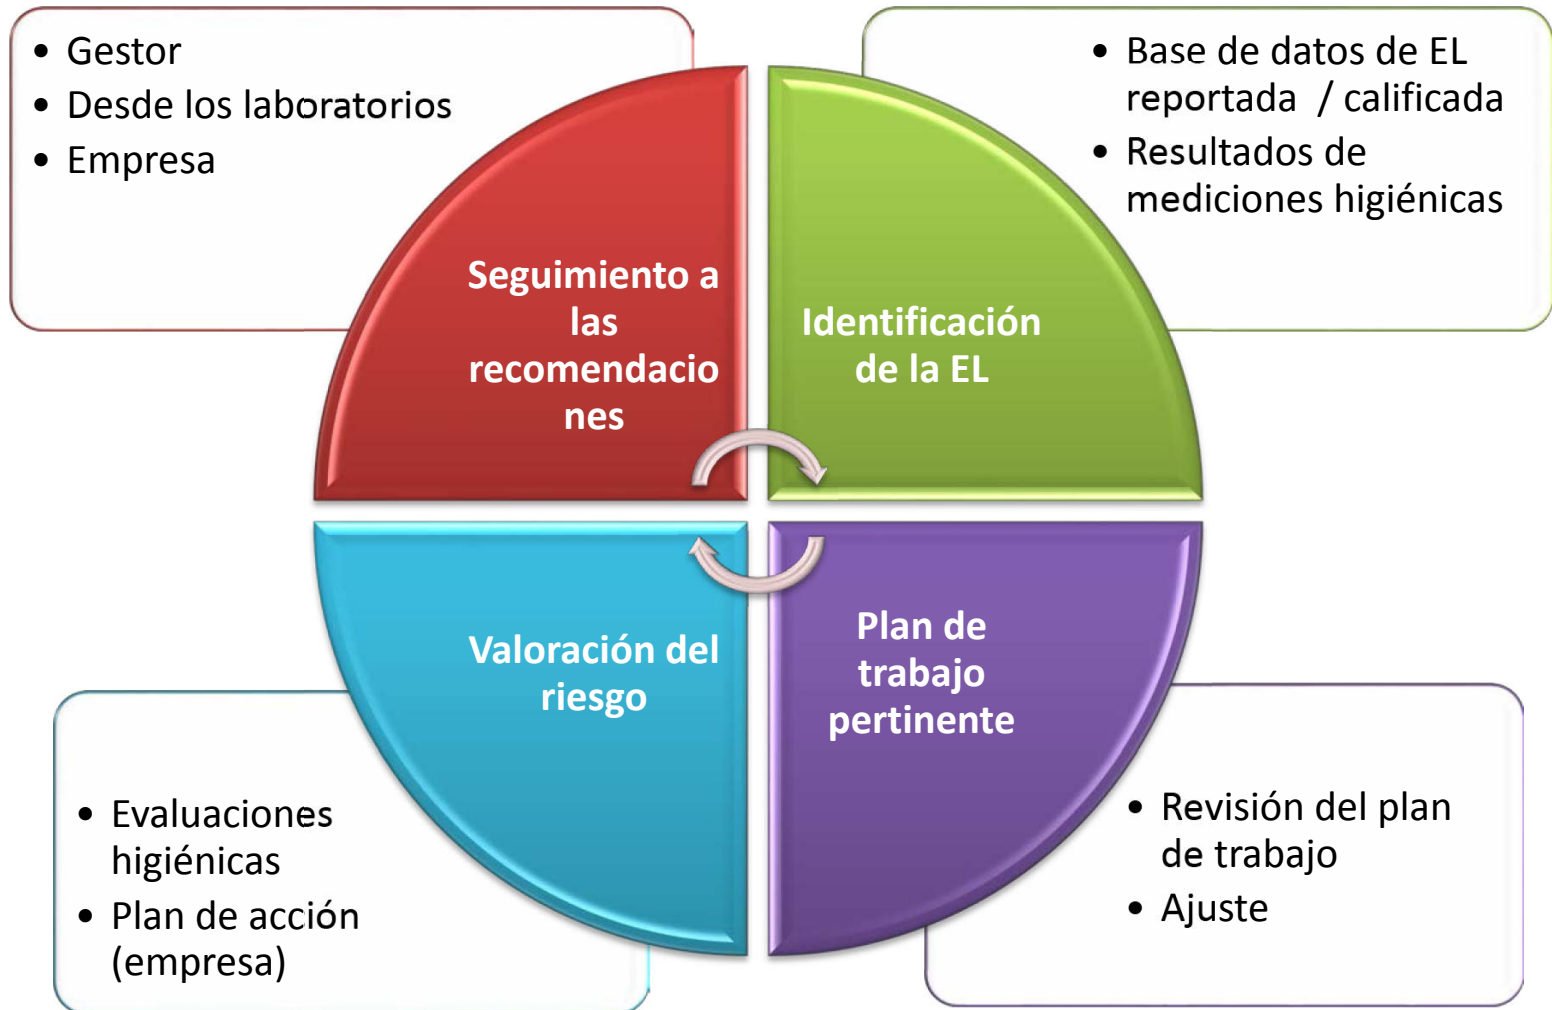 • Gestor
• Desde los laboratorios
• Empresa
• Base de datos de EL
reportada / calificada
• Resultados de
mediciones higiénicas
Seguimiento a
las
recomendacio
nes
Identificación
de la EL
Valoración del
riesgo
Plan de
trabajo
pertinente
• Evaluaciones
higiénicas
• Plan de acción
(empresa)
• Revisión del plan
de trabajo
• Ajuste